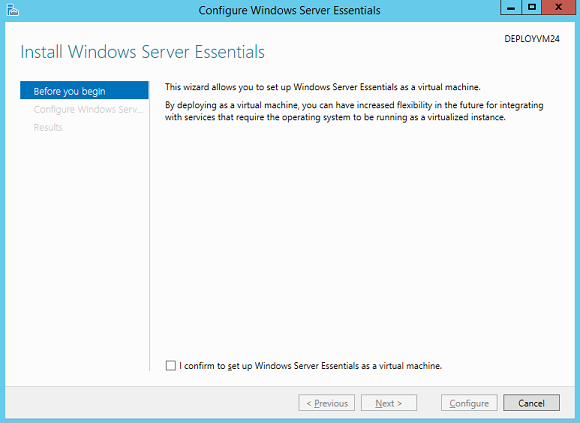 Configure Windows Server Essentials
X
Install Windows Server Essentials
DEPLOYVM24
Before you begin
Configure Windows Serv...
Results
This wizard allows you to set up Windows Server Essentials as a virtual machine.
By deploying as a virtual machine, you can have increased flexibility in the future for integrating
with services that require the operating system to be running as a virtualized instance.
I confirm to set up Windows Server Essentials as a virtual machine.
< Previous
Next >
Configure
Cancel